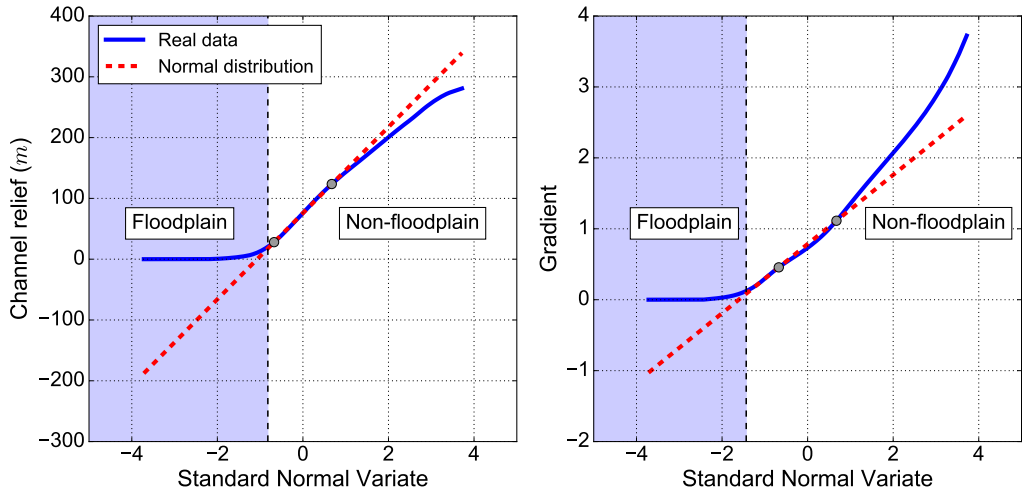 400
300
200
100
0
−100
−200
−300
Channel relief (m)
Real data
Normal distribution
Floodplain
Non-floodplain
−4
−2
0
2
4
Standard Normal Variate
4
3
2
1
0
−1
−2
Gradient
Floodplain
Non-floodplain
−4
−2
0
2
4
Standard Normal Variate